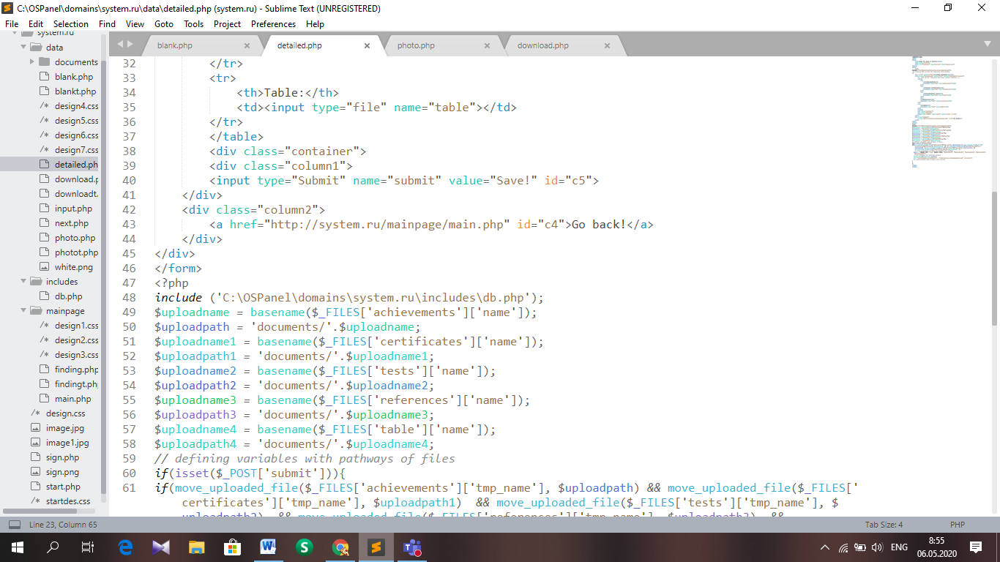 C:\OSPanel\domains\system.ru\data\detailed.php (system.ru) - Sublime Text (UNREGISTERED)
File Edit Selection Find View Goto Tools Project Preferences Help
system.ru
data
documents
blank.php
blankt.php
design4.css
design5.css
design6.css
design7.css
detailed.ph
download.p
downloadt.
input.php
next.php
photo.php
photot.php
white.png
includes
db.php
mainpage
design1.css
design2.css
design3.css
finding.php
findingt.php
main.php
design.css
image.jpg
image1.jpg
sign.php
sign.png
start.php
startdes.css
blank.php detailed.php photo.php download.php
32 </tr>
33 <tr>
34 <th>Table:</th>
35 <td><input type="file" name="table"></td>
36 </tr>
37 </table>
38 <div class="container">
39 <div class="column1">
40 <input type="Submit" name="submit" value="Save!" id="c5">
41 </div>
42 <div class="column2">
43 <a href="http://system.ru/mainpage/main.php" id="c4">Go back!</a>
44 </div>
45 </div>
46 </form>
47 <?php
48 include ('C:\OSPanel\domains\system.ru\includes\db.php');
49 $uploadname = basename($_FILES['achievements']['name']);
50 $uploadpath = 'documents/'.$uploadname;
51 $uploadname1 = basename($_FILES['certificates']['name']);
52 $uploadpath1 = 'documents/'.$uploadname1;
53 $uploadname2 = basename($_FILES['tests']['name']);
54 $uploadpath2 = 'documents/'.$uploadname2;
55 $uploadname3 = basename($_FILES['references']['name']);
56 $uploadpath3 = 'documents/'.$uploadname3;
57 $uploadname4 = basename($_FILES['table']['name']);
58 $uploadpath4 = 'documents/'.$uploadname4;
59 // defining variables with pathways of files
60 if(isset($_POST['submit'])){
61 if(move_uploaded_file($_FILES['achievements']['tmp_name'], $uploadpath) && move_uploaded_file($_FILES['
certificates']['tmp_name'], $uploadpath1) && move_uploaded_file($_FILES['tests']['tmp_name'], $
uploadpath2) && move_uploaded_file($_FILES['references']['tmp_name'], $uploadpath3) &&
Line 23, Column 65 Tab Size: 4 PHP
ENG
8:55
06.05.2020